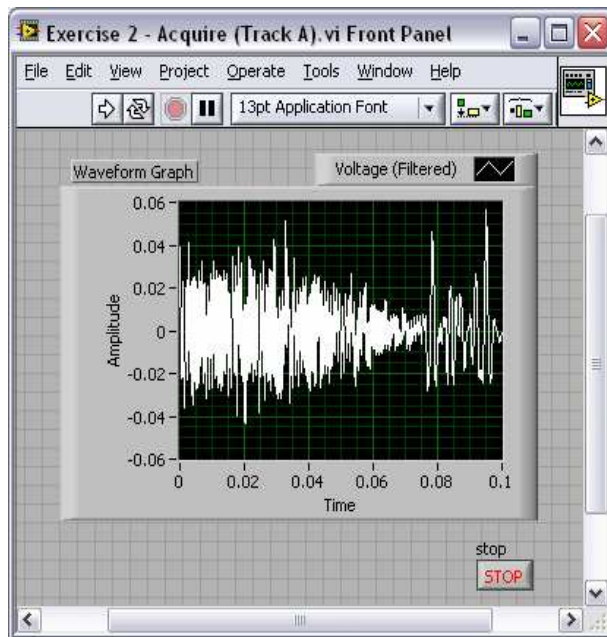 Exercise 2 - Acquire (Track A).vi Front Panel
File Edit View Project Operate Tools Window Help
13pt Application Font
Waveform Graph
Voltage (Filtered)
0.06
0.04
0.02
0
-0.02
-0.04
-0.06
Amplitude
0 0.02 0.04 0.06 0.08 0.1
Time
stop
STOP